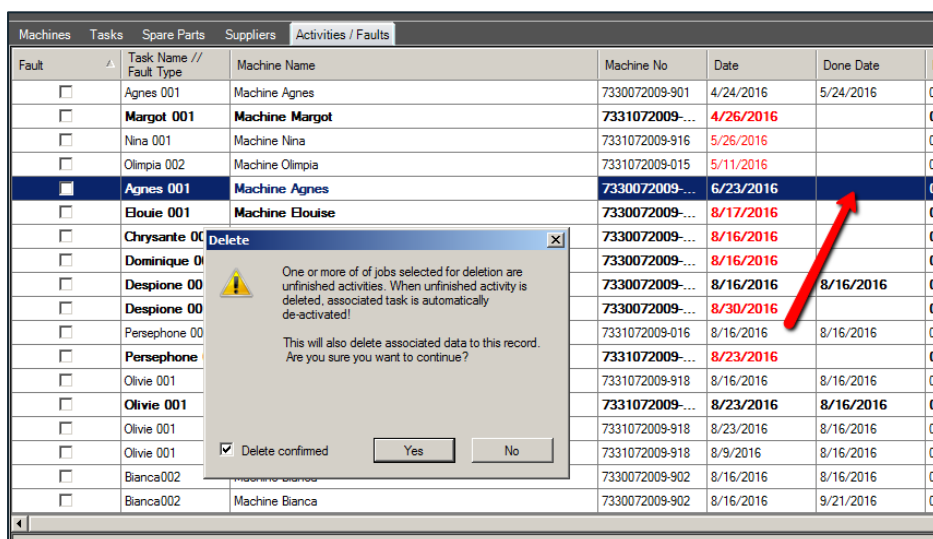 Machines Tasks Spare Parts Suppliers Activities / Faults
Fault Task Name // Fault Type Machine Name Machine No Date Done Date
Agnes 001 Machine Agnes 7330072009-901 4/24/2016 5/24/2016
Margot 001 Machine Margot 7331072009-... 4/26/2016
Nina 001 Machine Nina 7331072009-916 5/26/2016
Olimpia 002 Machine Olimpia 7331072009-015 5/11/2016
Agnes 001 Machine Agnes 7330072009-... 6/23/2016
Elouie 001 Machine Elouise 7330072009-... 8/17/2016
Chrysante 00 7330072009-... 8/16/2016
Dominique 0 7330072009-... 8/16/2016
Despione 00 7330072009-... 8/16/2016 8/16/2016
Despione 00 7330072009-... 8/30/2016
Persephone 00 7331072009-016 8/16/2016 8/16/2016
Persephone 7331072009-... 8/23/2016
Olivie 001 7331072009-918 8/16/2016 8/16/2016
Olivie 001 7331072009-... 8/23/2016 8/16/2016
Olivie 001 7331072009-918 8/23/2016 8/16/2016
Olivie 001 7331072009-918 8/9/2016 8/16/2016
Bianca002 Machine Bianca 7330072009-902 8/16/2016 8/16/2016
Bianca002 Machine Bianca 7330072009-902 8/16/2016 9/21/2016
Delete
One or more of of jobs selected for deletion are
unfinished activities. When unfinished activity is
deleted, associated task is automatically
de-activated!
This will also delete associated data to this record.
Are you sure you want to continue?
Delete confirmed Yes No